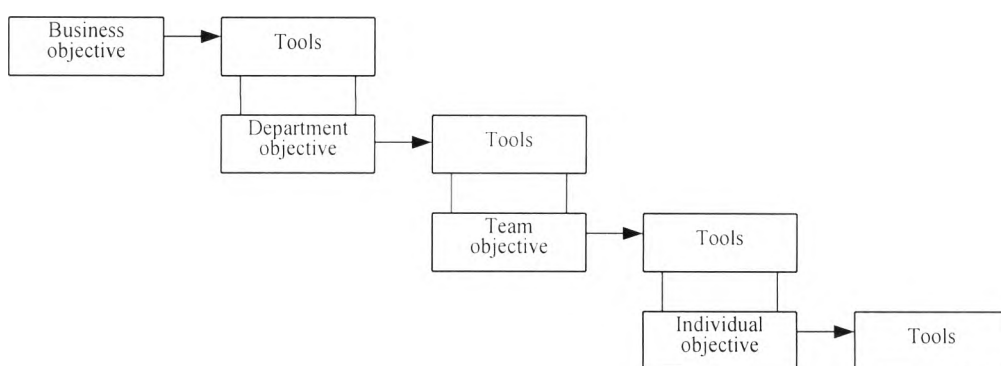 Business
objective
Tools
Department
objective
Tools
Team
objective
Tools
Individual
objective
Tools